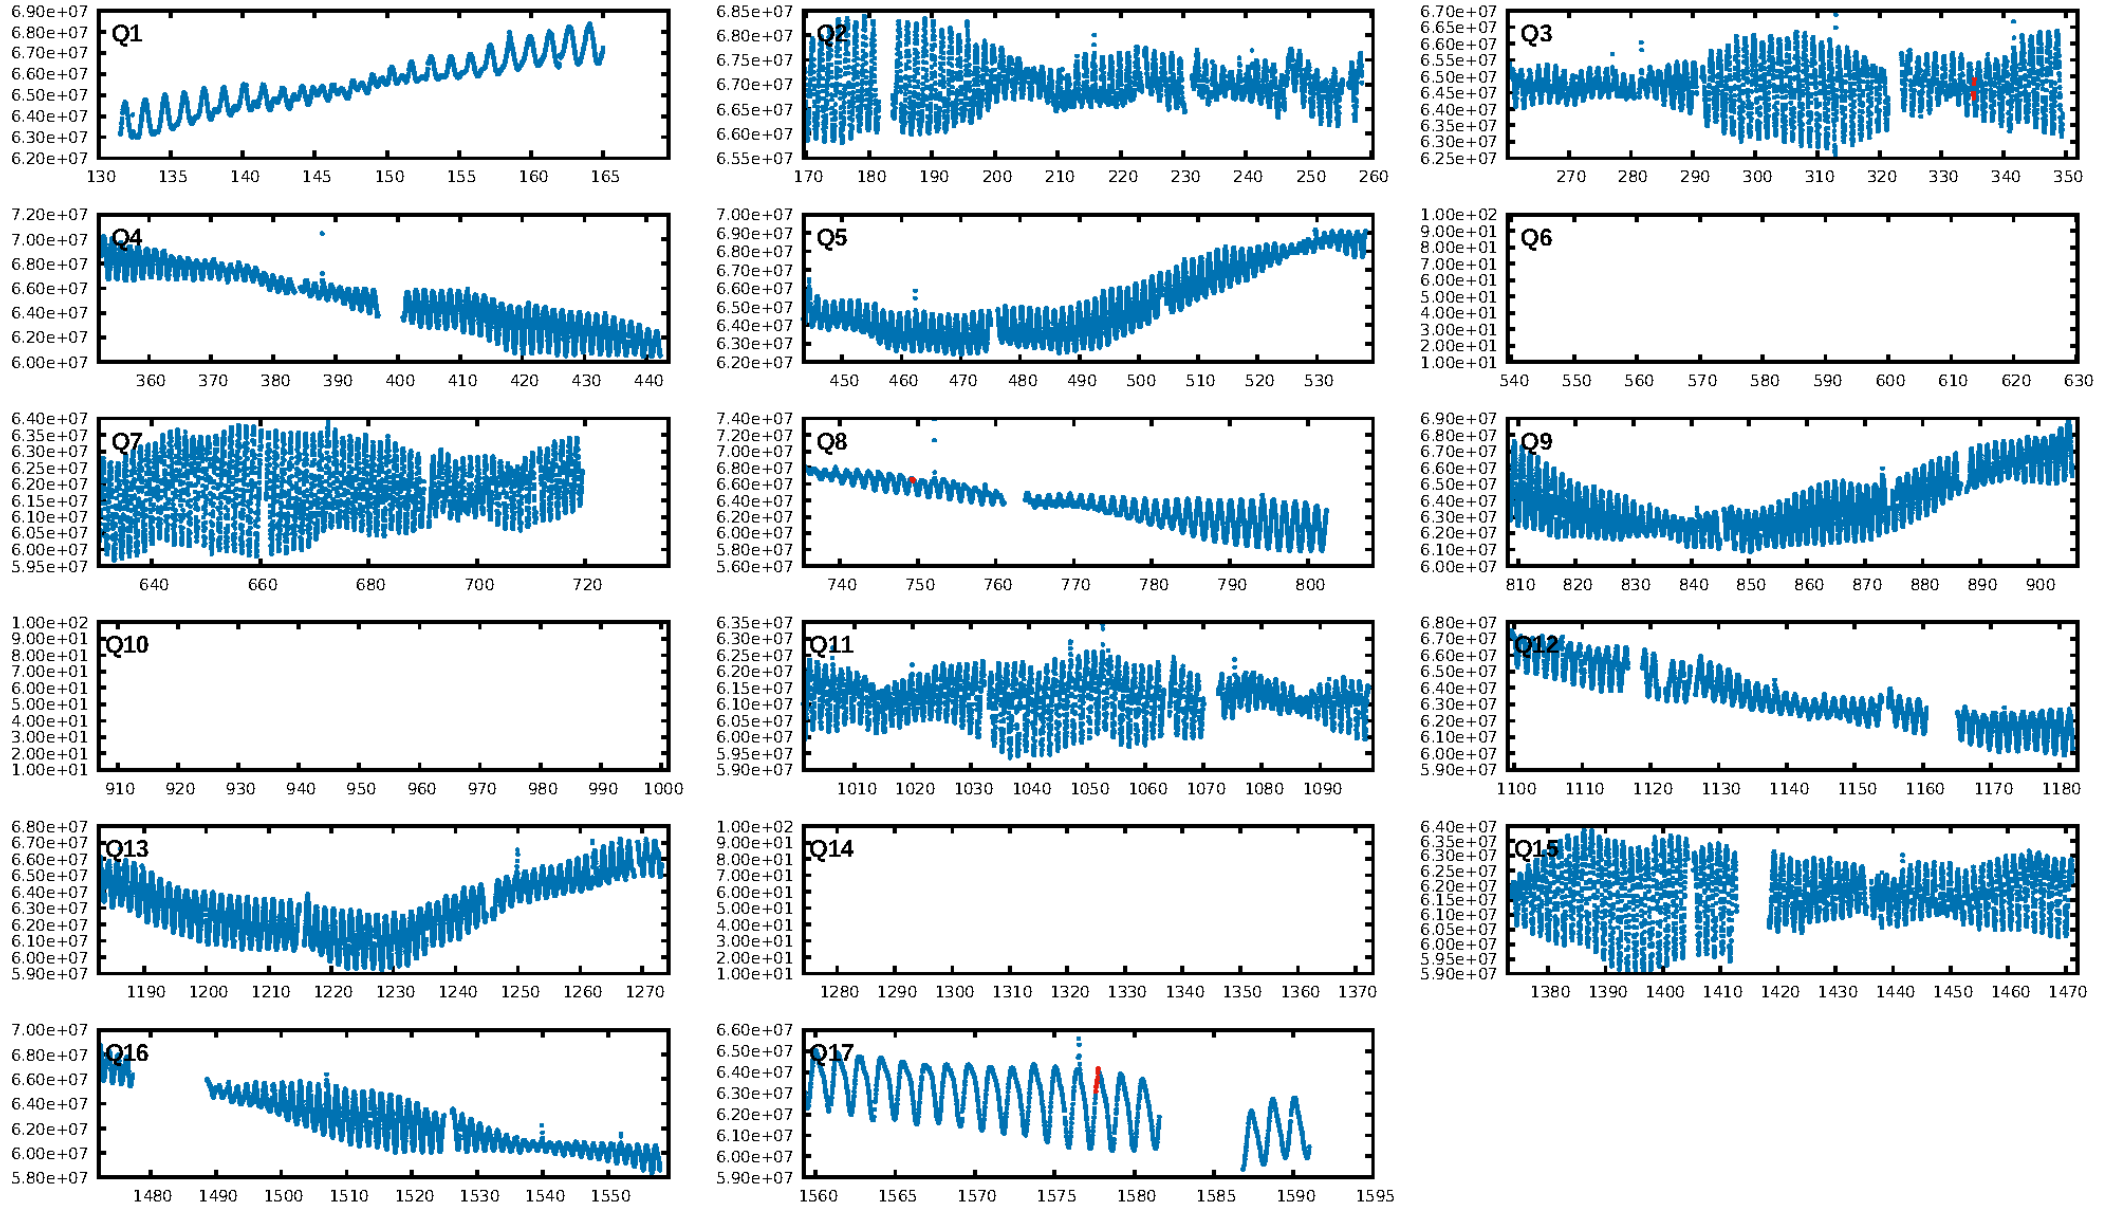 6.90e+07
6.80e+07
6.70e+07
6.60e+07
6.50e+07
6.40e+07
6.30e+07
6.20e+07
Q1
130 135 140 145 150 155 160 165
6.85e+07
6.80e+07
6.75e+07
6.70e+07
6.65e+07
6.60e+07
6.55e+07
Q2
170 180 190 200 210 220 230 240 250 260
6.70e+07
6.65e+07
6.60e+07
6.55e+07
6.50e+07
6.45e+07
6.40e+07
6.35e+07
6.30e+07
6.25e+07
Q3
270 280 290 300 310 320 330 340 350
7.20e+07
7.00e+07
6.80e+07
6.60e+07
6.40e+07
6.20e+07
6.00e+07
Q4
360 370 380 390 400 410 420 430 440
7.00e+07
6.90e+07
6.80e+07
6.70e+07
6.60e+07
6.50e+07
6.40e+07
6.30e+07
6.20e+07
Q5
450 460 470 480 490 500 510 520 530
1.00e+02
9.00e+01
8.00e+01
7.00e+01
6.00e+01
5.00e+01
4.00e+01
3.00e+01
2.00e+01
1.00e+01
Q6
540 550 560 570 580 590 600 610 620 630
6.40e+07
6.35e+07
6.30e+07
6.25e+07
6.20e+07
6.15e+07
6.10e+07
6.05e+07
6.00e+07
5.95e+07
Q7
640 660 680 700 720
7.40e+07
7.20e+07
7.00e+07
6.80e+07
6.60e+07
6.40e+07
6.20e+07
6.00e+07
5.80e+07
5.60e+07
Q8
740 750 760 770 780 790 800
6.90e+07
6.80e+07
6.70e+07
6.60e+07
6.50e+07
6.40e+07
6.30e+07
6.20e+07
6.10e+07
6.00e+07
Q9
810 820 830 840 850 860 870 880 890 900
1.00e+02
9.00e+01
8.00e+01
7.00e+01
6.00e+01
5.00e+01
4.00e+01
3.00e+01
2.00e+01
1.00e+01
Q10
910 920 930 940 950 960 970 980 990 1000
6.35e+07
6.30e+07
6.25e+07
6.20e+07
6.15e+07
6.10e+07
6.05e+07
6.00e+07
5.95e+07
5.90e+07
Q11
1010 1020 1030 1040 1050 1060 1070 1080 1090
6.80e+07
6.70e+07
6.60e+07
6.50e+07
6.40e+07
6.30e+07
6.20e+07
6.10e+07
6.00e+07
5.90e+07
Q12
1100 1110 1120 1130 1140 1150 1160 1170 1180
6.80e+07
6.70e+07
6.60e+07
6.50e+07
6.40e+07
6.30e+07
6.20e+07
6.10e+07
6.00e+07
5.90e+07
Q13
1190 1200 1210 1220 1230 1240 1250 1260 1270
1.00e+02
9.00e+01
8.00e+01
7.00e+01
6.00e+01
5.00e+01
4.00e+01
3.00e+01
2.00e+01
1.00e+01
Q14
1280 1290 1300 1310 1320 1330 1340 1350 1360 1370
6.40e+07
6.35e+07
6.30e+07
6.25e+07
6.20e+07
6.15e+07
6.10e+07
6.05e+07
6.00e+07
5.95e+07
5.90e+07
Q15
1380 1390 1400 1410 1420 1430 1440 1450 1460 1470
7.00e+07
6.80e+07
6.60e+07
6.40e+07
6.20e+07
6.00e+07
5.80e+07
Q16
1480 1490 1500 1510 1520 1530 1540 1550
6.60e+07
6.50e+07
6.40e+07
6.30e+07
6.20e+07
6.10e+07
6.00e+07
5.90e+07
Q17
1560 1565 1570 1575 1580 1585 1590 1595